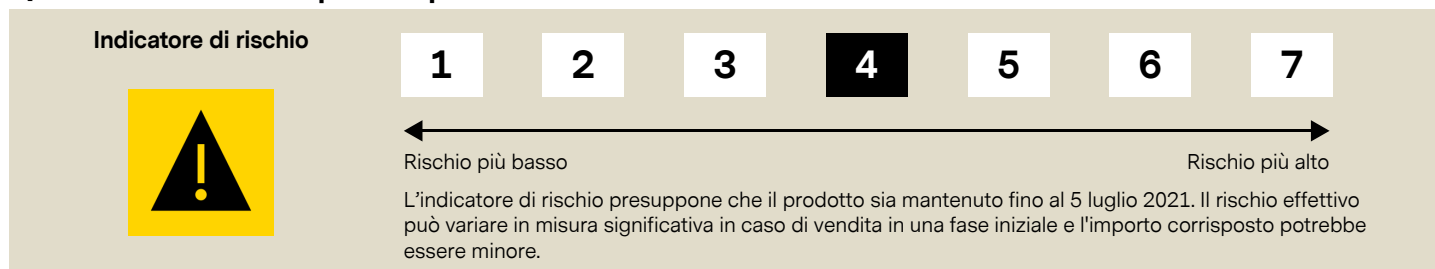 Indicatore di rischio
1 2 3 4 5 6 7
Rischio più basso Rischio più alto
L'indicatore di rischio presuppone che il prodotto sia mantenuto fino al 5 luglio 2021. Il rischio effettivo
può variare in misura significativa in caso di vendita in una fase iniziale e l'importo corrisposto potrebbe
essere minore.